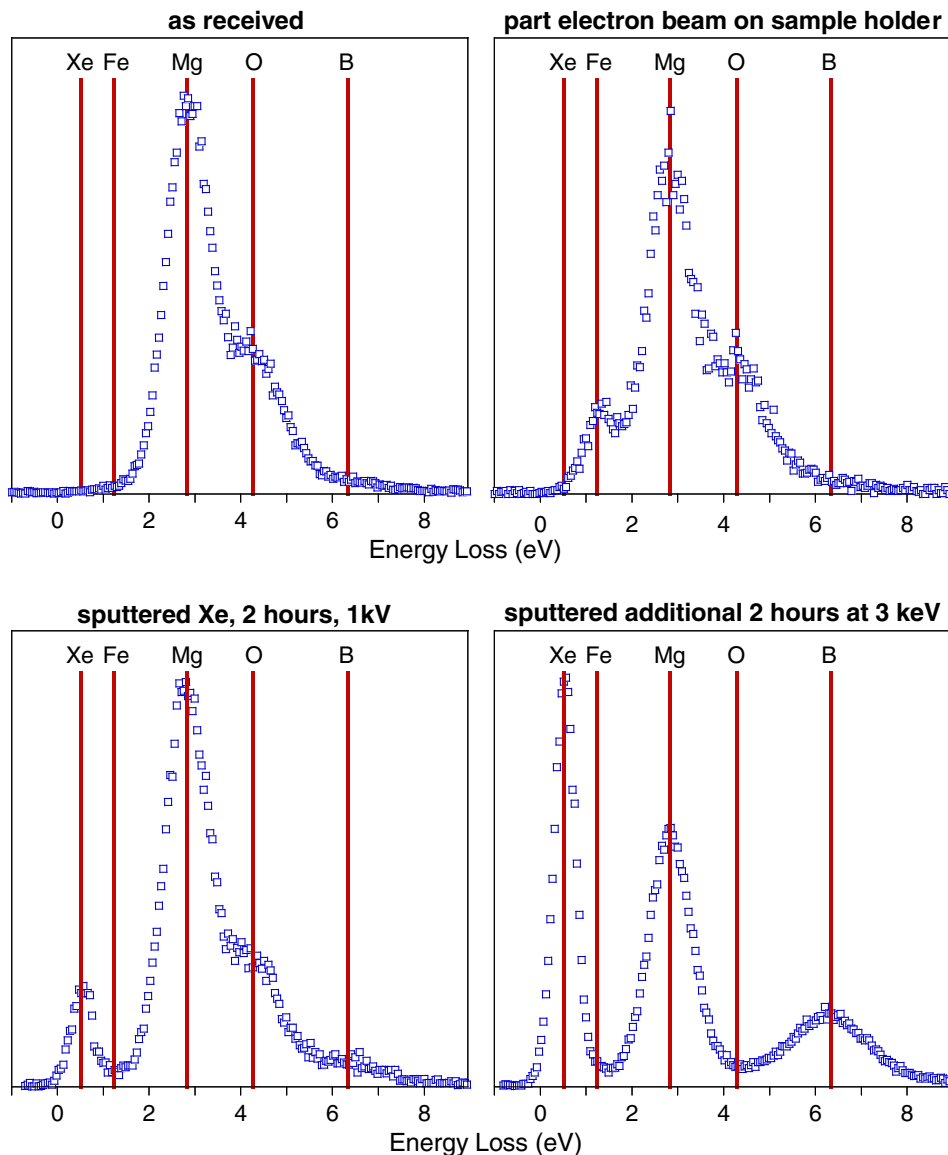 as received
part electron beam on sample holder
Xe Fe Mg O B
Xe Fe Mg O B
0 2 4 6 8
0 2 4 6 8
Energy Loss (eV)
sputtered Xe, 2 hours, 1kV
sputtered additional 2 hours at 3 keV
Xe Fe Mg O B
Xe Fe Mg O B
0 2 4 6 8
0 2 4 6 8
Energy Loss (eV)